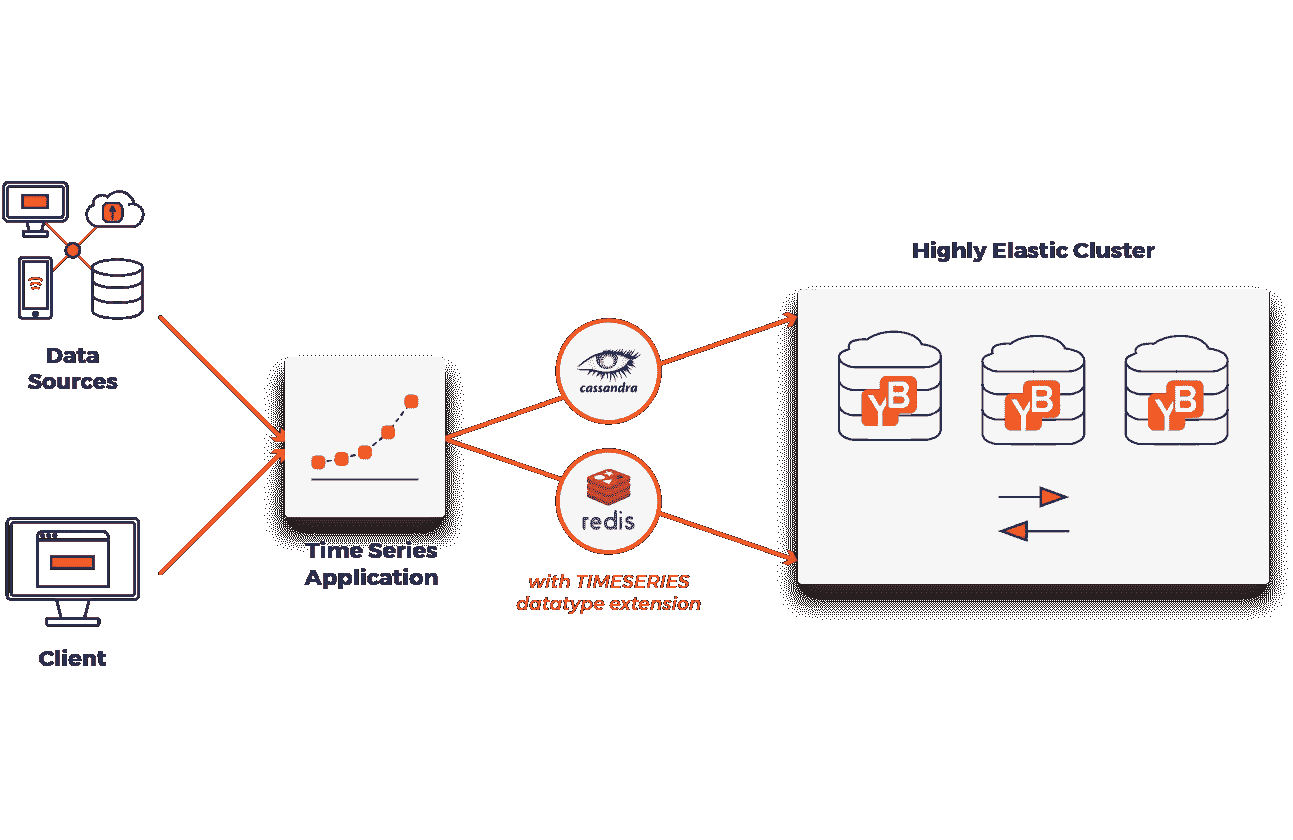 Data
Sources
Client
Time Series
Application
cassandra
redis
with TIMESERIES
datatype extension
Highly Elastic Cluster
YB
YB
YB